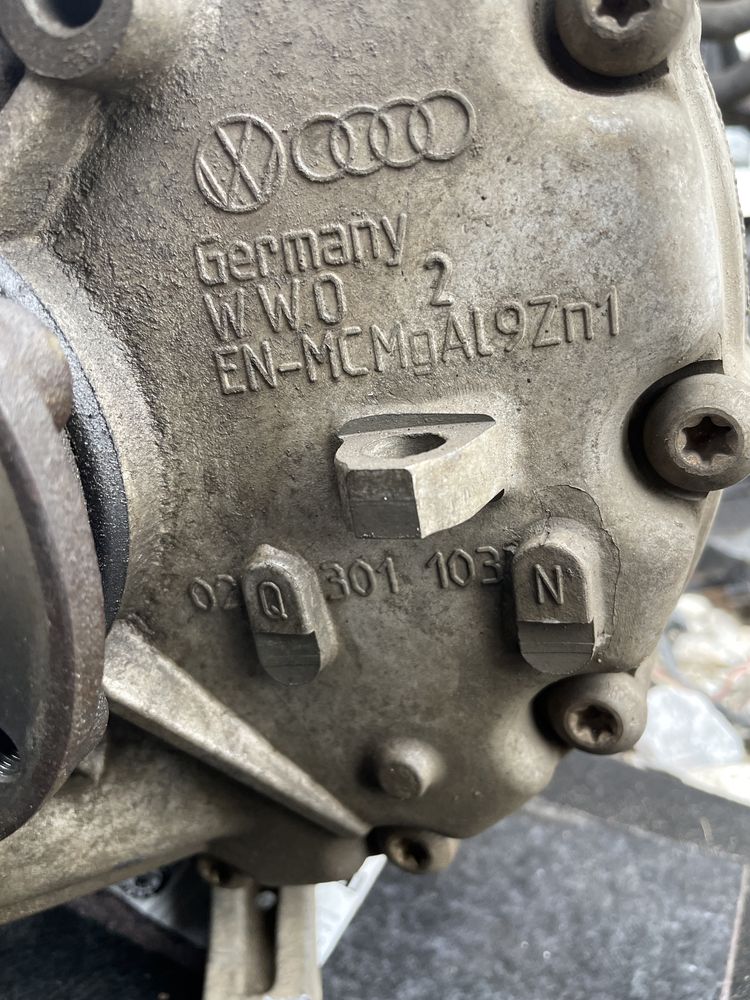 Germany
WWO 2
EN-MCMgAl9Zn1
02Q 301 103 N